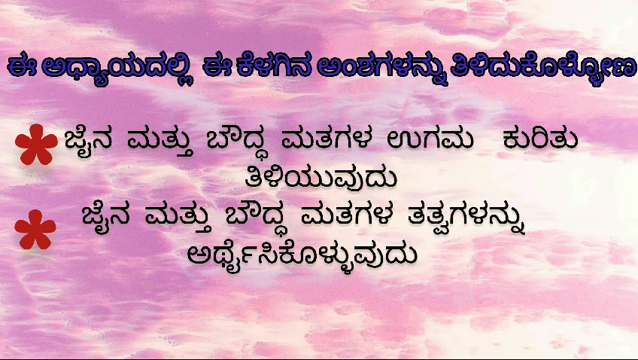 ಈ ಅಧ್ಯಾಯದಲ್ಲಿ ಈ ಕೆಳಗಿನ ಅಂಶಗಳನ್ನು ತಿಳಿದುಕೊಳ್ಳೋಣ
* ಜೈನ ಮತ್ತು ಬೌದ್ಧ ಮತಗಳ ಉಗಮ ಕುರಿತು
ತಿಳಿಯುವುದು
* ಜೈನ ಮತ್ತು ಬೌದ್ಧ ಮತಗಳ ತತ್ವಗಳನ್ನು
ಅರ್ಥೈಸಿಕೊಳ್ಳುವುದು